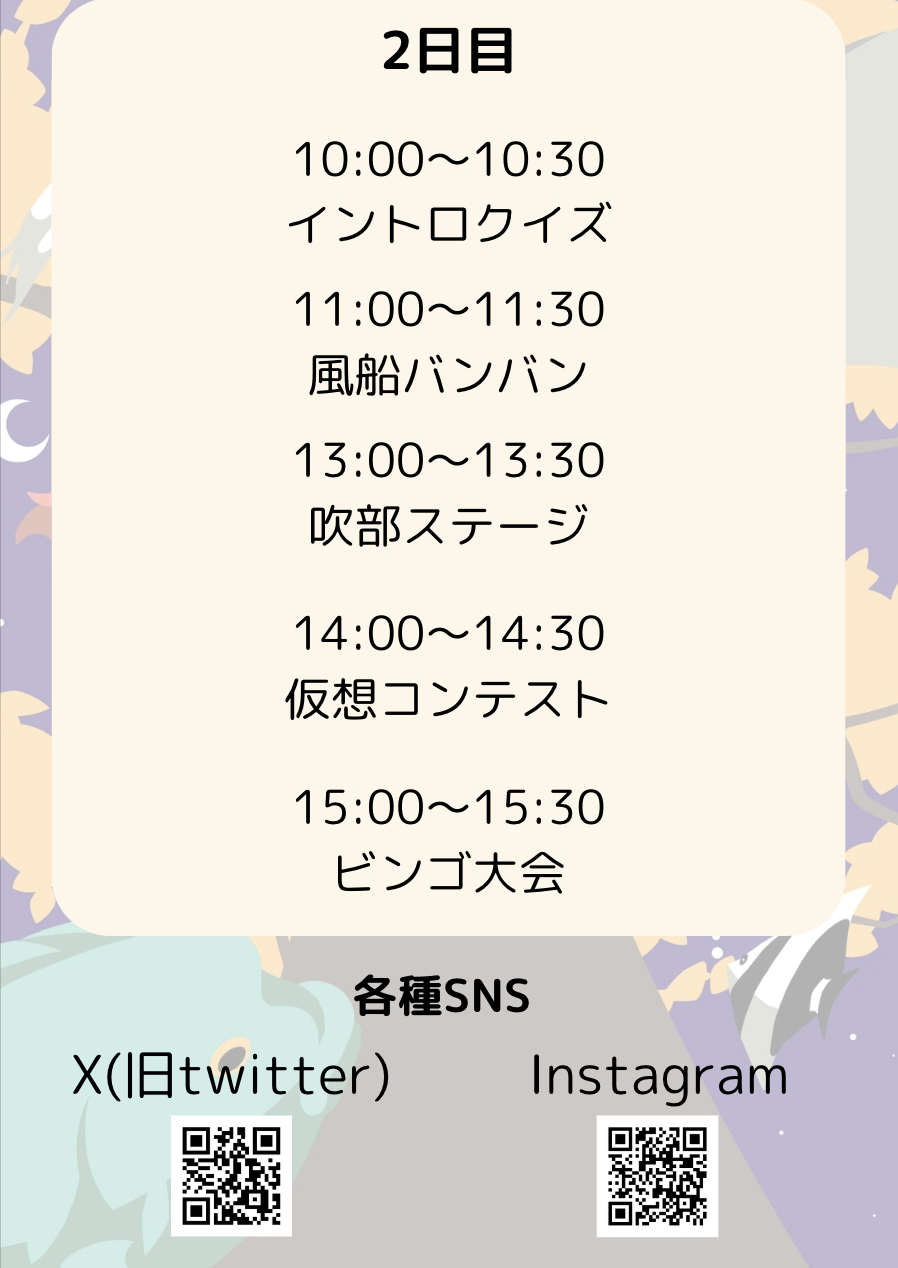 2日目
10:00～10:30
イントロクイズ
11:00～11:30
風船バンバン
13:00～13:30
吹部ステージ
14:00～14:30
仮想コンテスト
15:00～15:30
ビンゴ大会
各種SNS
X(旧twitter)
Instagram